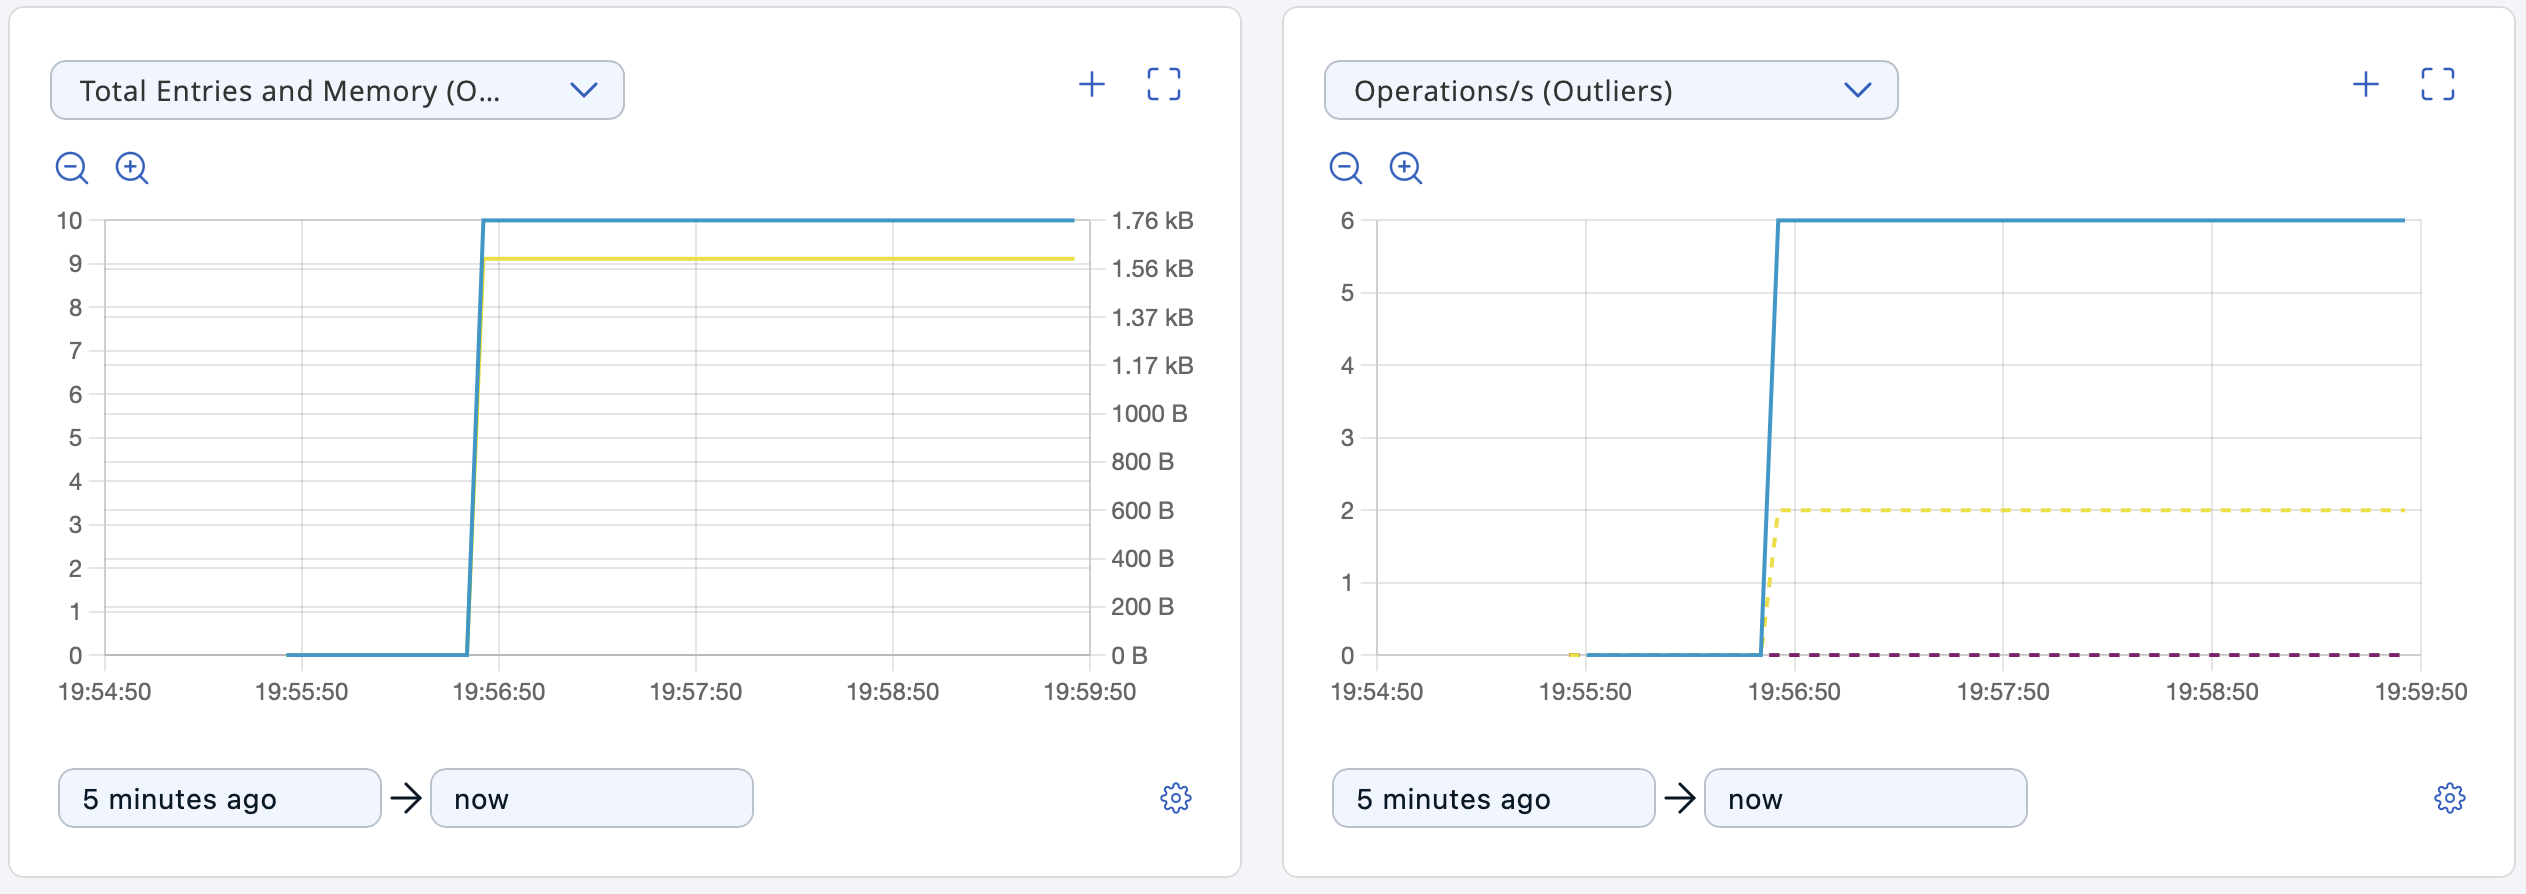 Total Entries and Memory (O...
10
9
8
7
6
5
4
3
2
1
0
1.76 kB
1.56 kB
1.37 kB
1.17 kB
1000 B
800 B
600 B
400 B
200 B
0 B
19:54:50 19:55:50 19:56:50 19:57:50 19:58:50 19:59:50
5 minutes ago → now
Operations/s (Outliers)
6
5
4
3
2
1
0
19:54:50 19:55:50 19:56:50 19:57:50 19:58:50 19:59:50
5 minutes ago → now